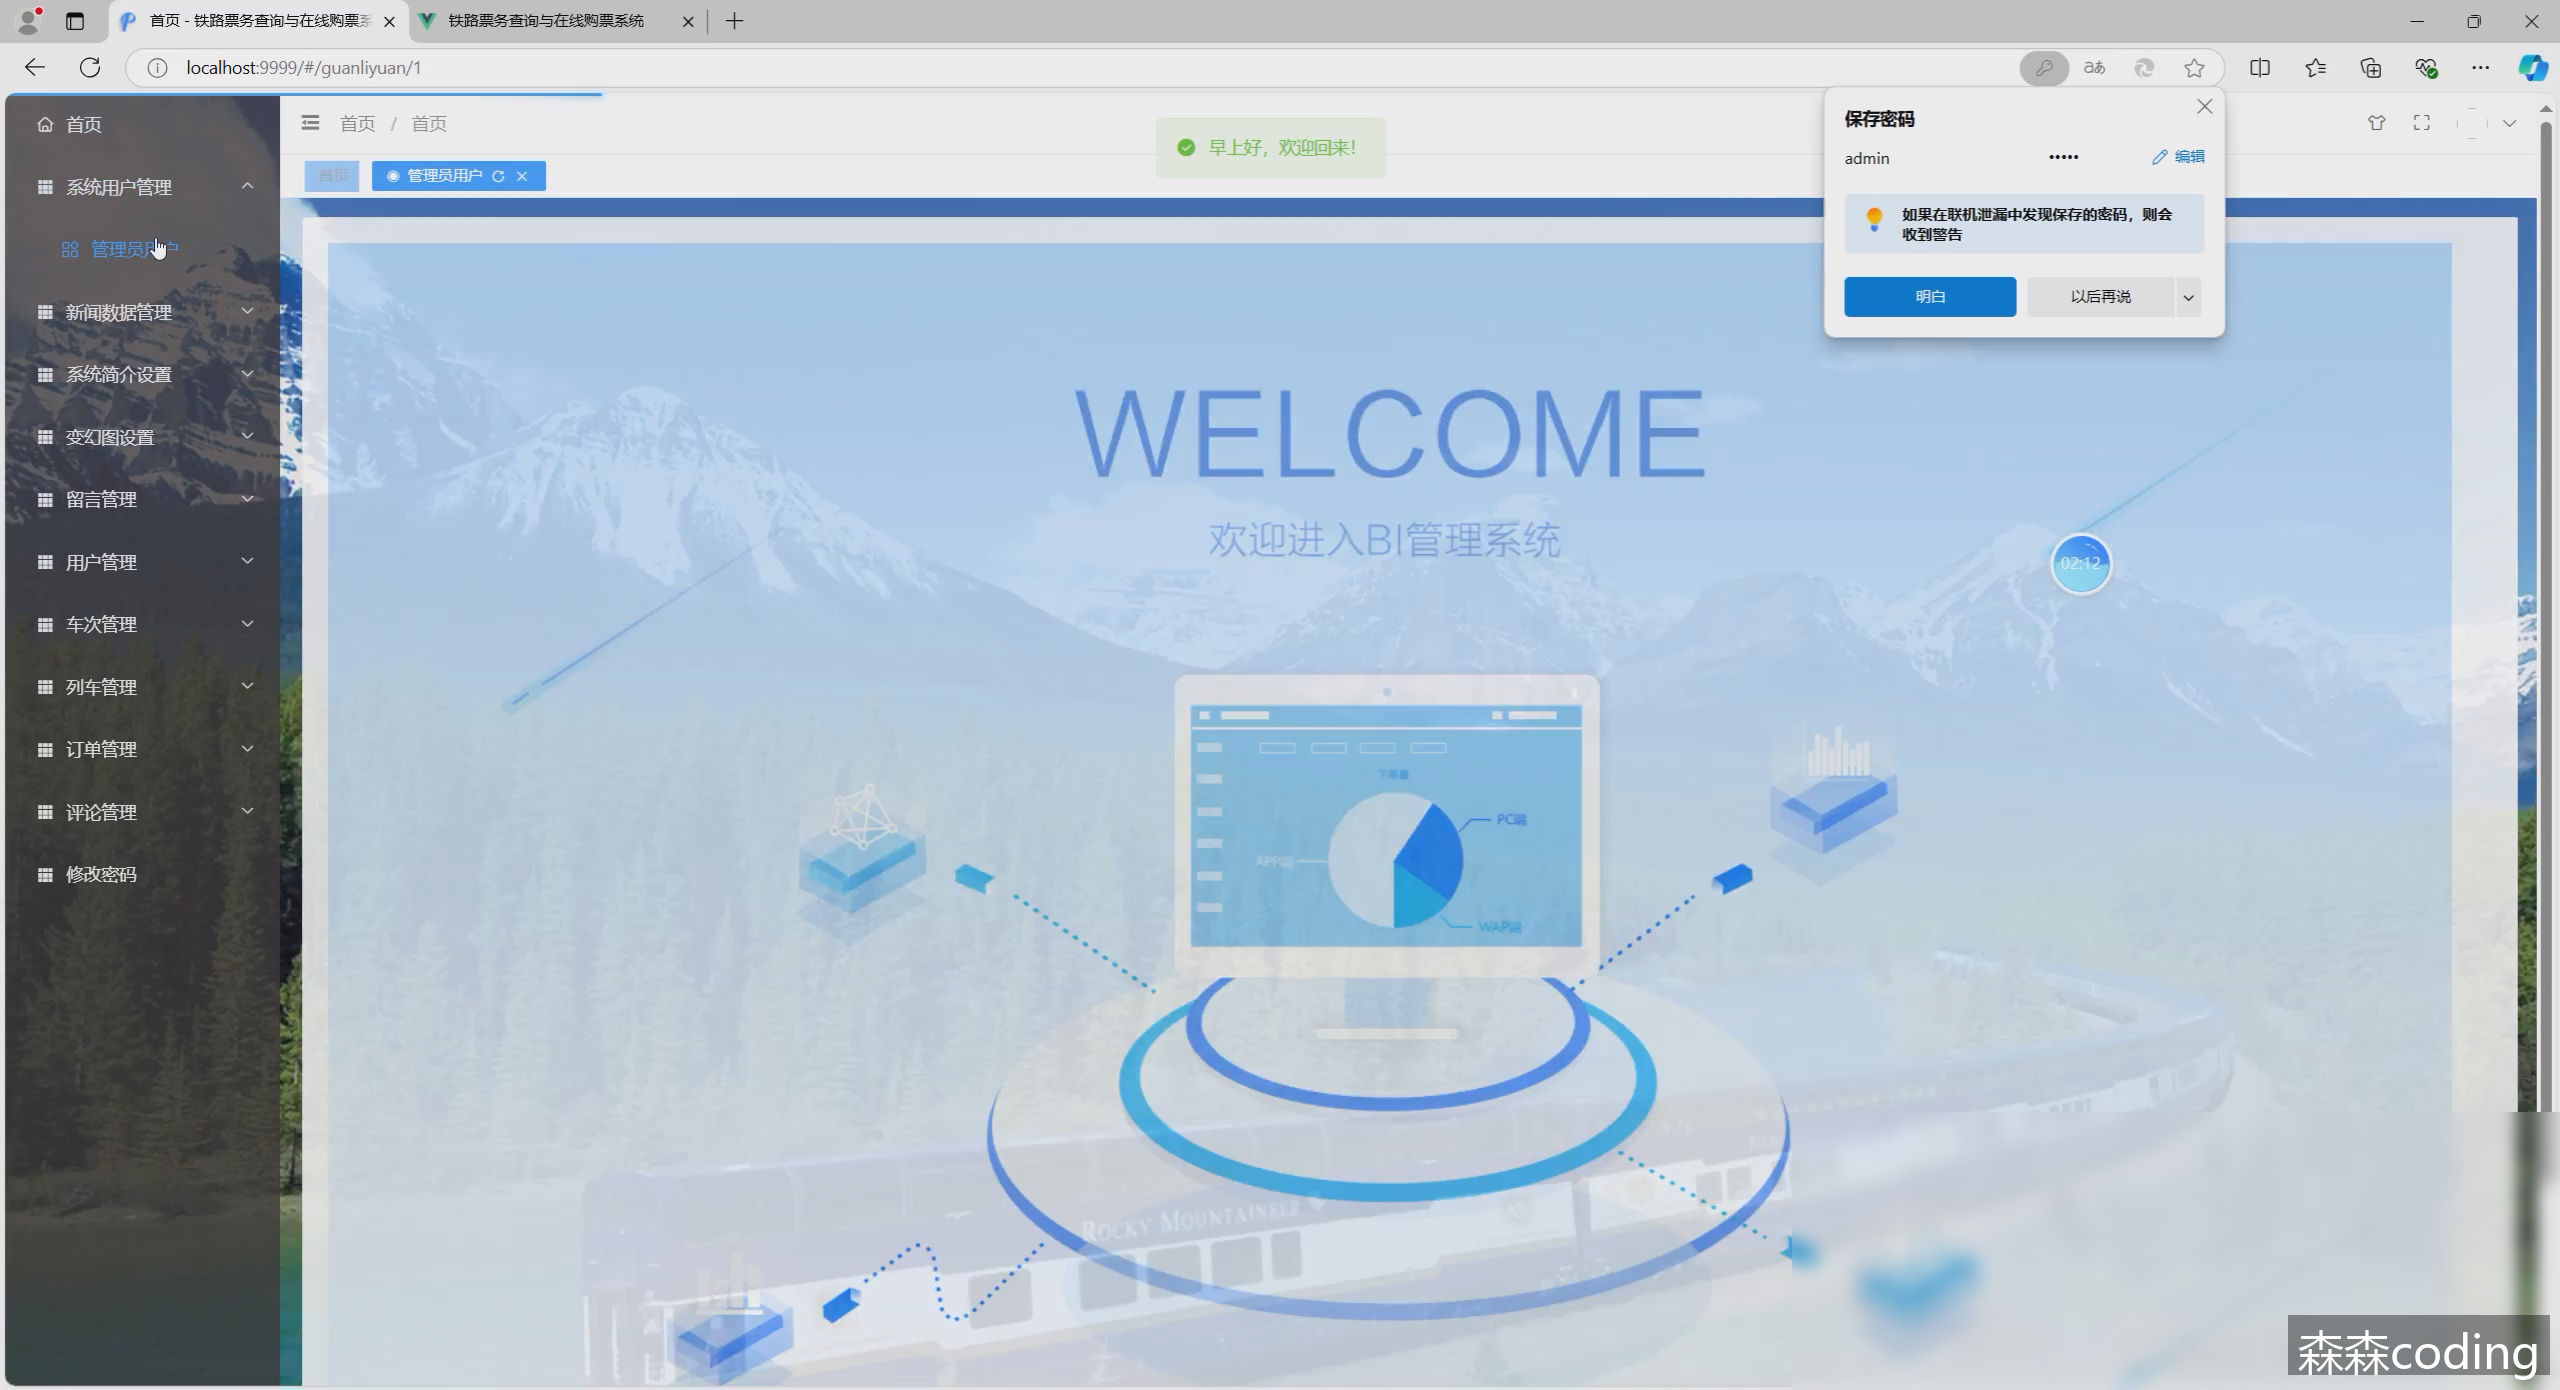 首页 - 铁路票务查询与在线购票系
铁路票务查询与在线购票系统
localhost:9999/#/guanliyuan/1
aあ
首页
系统用户管理
管理员用户
新闻数据管理
系统简介设置
变幻图设置
留言管理
用户管理
车次管理
列车管理
订单管理
评论管理
修改密码
首页 / 首页
首页
管理员用户
早上好，欢迎回来！
保存密码
admin
•••••
编辑
如果在联机泄漏中发现保存的密码，则会
收到警告
明白
以后再说
WELCOME
欢迎进入BI管理系统
02:12
下单量
PC端
APP端
WAP端
ROCKY MOUNTAINEER
森森coding